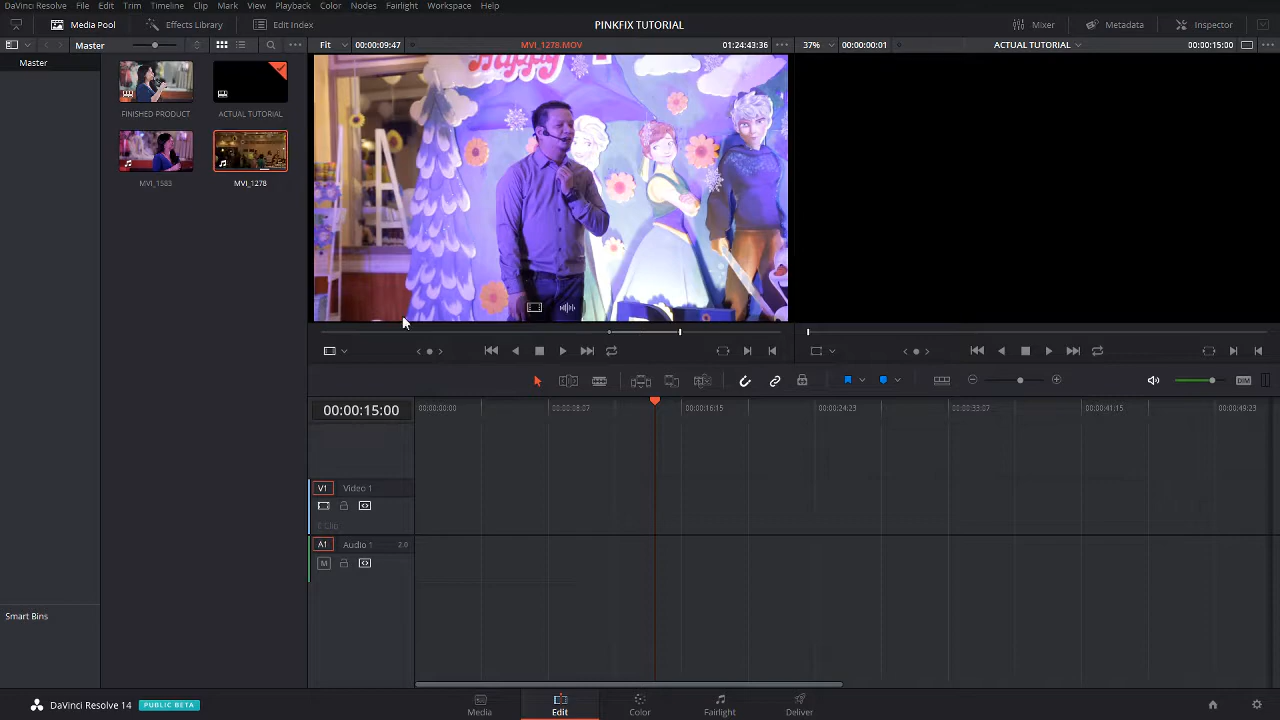 DaVinci Resolve File Edit Trim Timeline Clip Mark View Playback Color Nodes Fairlight Workspace Help
Media Pool Effects Library Edit Index PINKFIX TUTORIAL Mixer Metadata Inspector
Master Fit 00:00:09:47 MVI_1278.MOV 01:24:43:36 37% 00:00:00:01 ACTUAL TUTORIAL 00:00:15:00
Master
Happy
FINISHED PRODUCT ACTUAL TUTORIAL
MVI_1583 MVI_1278
DIM
00:00:15:00 00:00:00:00 00:00:08:07 00:00:16:15 00:00:24:23 00:00:33:07 00:00:41:15 00:00:49:23
V1 Video 1
Clip
A1 Audio 1 2.0
M
Smart Bins
DaVinci Resolve 14 PUBLIC BETA Media Edit Color Fairlight Deliver